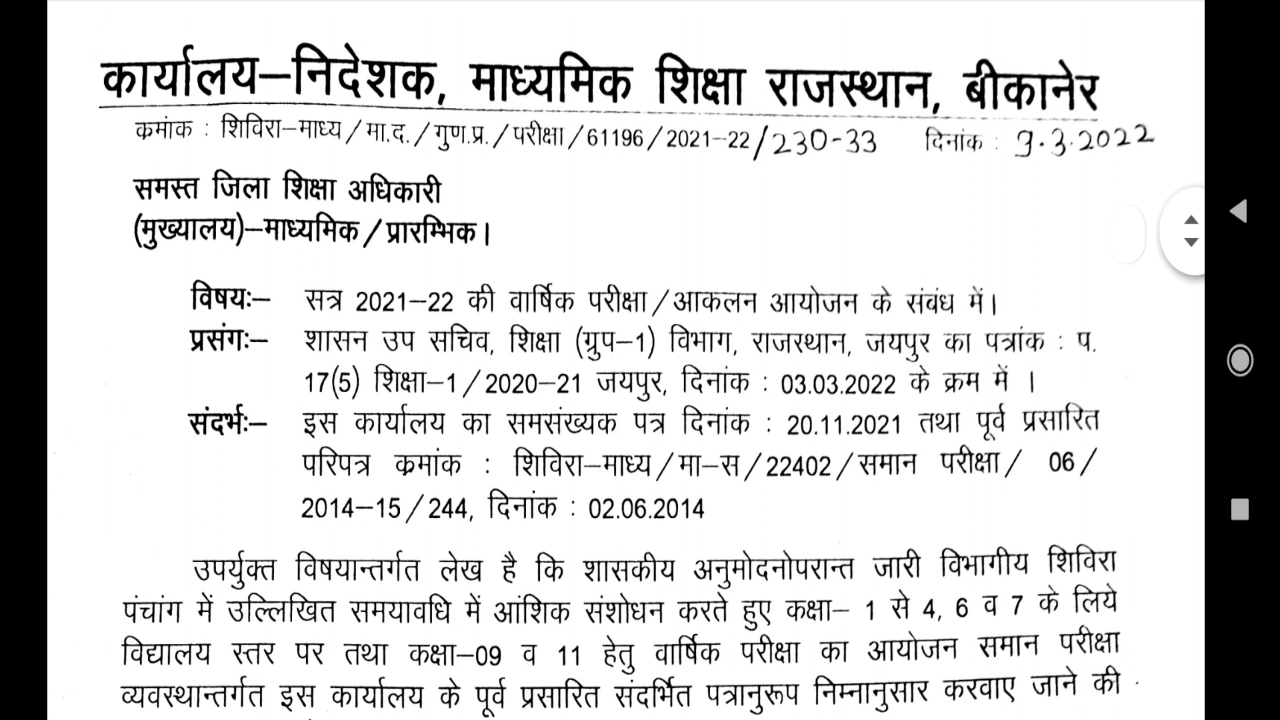 कार्यालय–निदेशक, माध्यमिक शिक्षा राजस्थान, बीकानेर
क्रमांक : शिविरा–माध्य/मा.द./गुण.प्र./परीक्षा/61196/2021–22/230-33 दिनांक : 9.3.2022
समस्त जिला शिक्षा अधिकारी
(मुख्यालय)–माध्यमिक/प्रारम्भिक।
विषयः– सत्र 2021–22 की वार्षिक परीक्षा/आकलन आयोजन के संबंध में।
प्रसंगः– शासन उप सचिव, शिक्षा (ग्रुप–1) विभाग, राजस्थान, जयपुर का पत्रांक : प.
17(5) शिक्षा–1/2020–21 जयपुर, दिनांक : 03.03.2022 के क्रम में ।
संदर्भः– इस कार्यालय का समसंख्यक पत्र दिनांक : 20.11.2021 तथा पूर्व प्रसारित
परिपत्र क्रमांक : शिविरा–माध्य/मा–स/22402/समान परीक्षा/ 06/
2014–15/244, दिनांक : 02.06.2014
उपर्युक्त विषयान्तर्गत लेख है कि शासकीय अनुमोदनोपरान्त जारी विभागीय शिविरा
पंचांग में उल्लिखित समयावधि में आंशिक संशोधन करते हुए कक्षा– 1 से 4, 6 व 7 के लिये
विद्यालय स्तर पर तथा कक्षा–09 व 11 हेतु वार्षिक परीक्षा का आयोजन समान परीक्षा
व्यवस्थान्तर्गत इस कार्यालय के पूर्व प्रसारित संदर्भित पत्रानुरूप निम्नानुसार करवाए जाने की